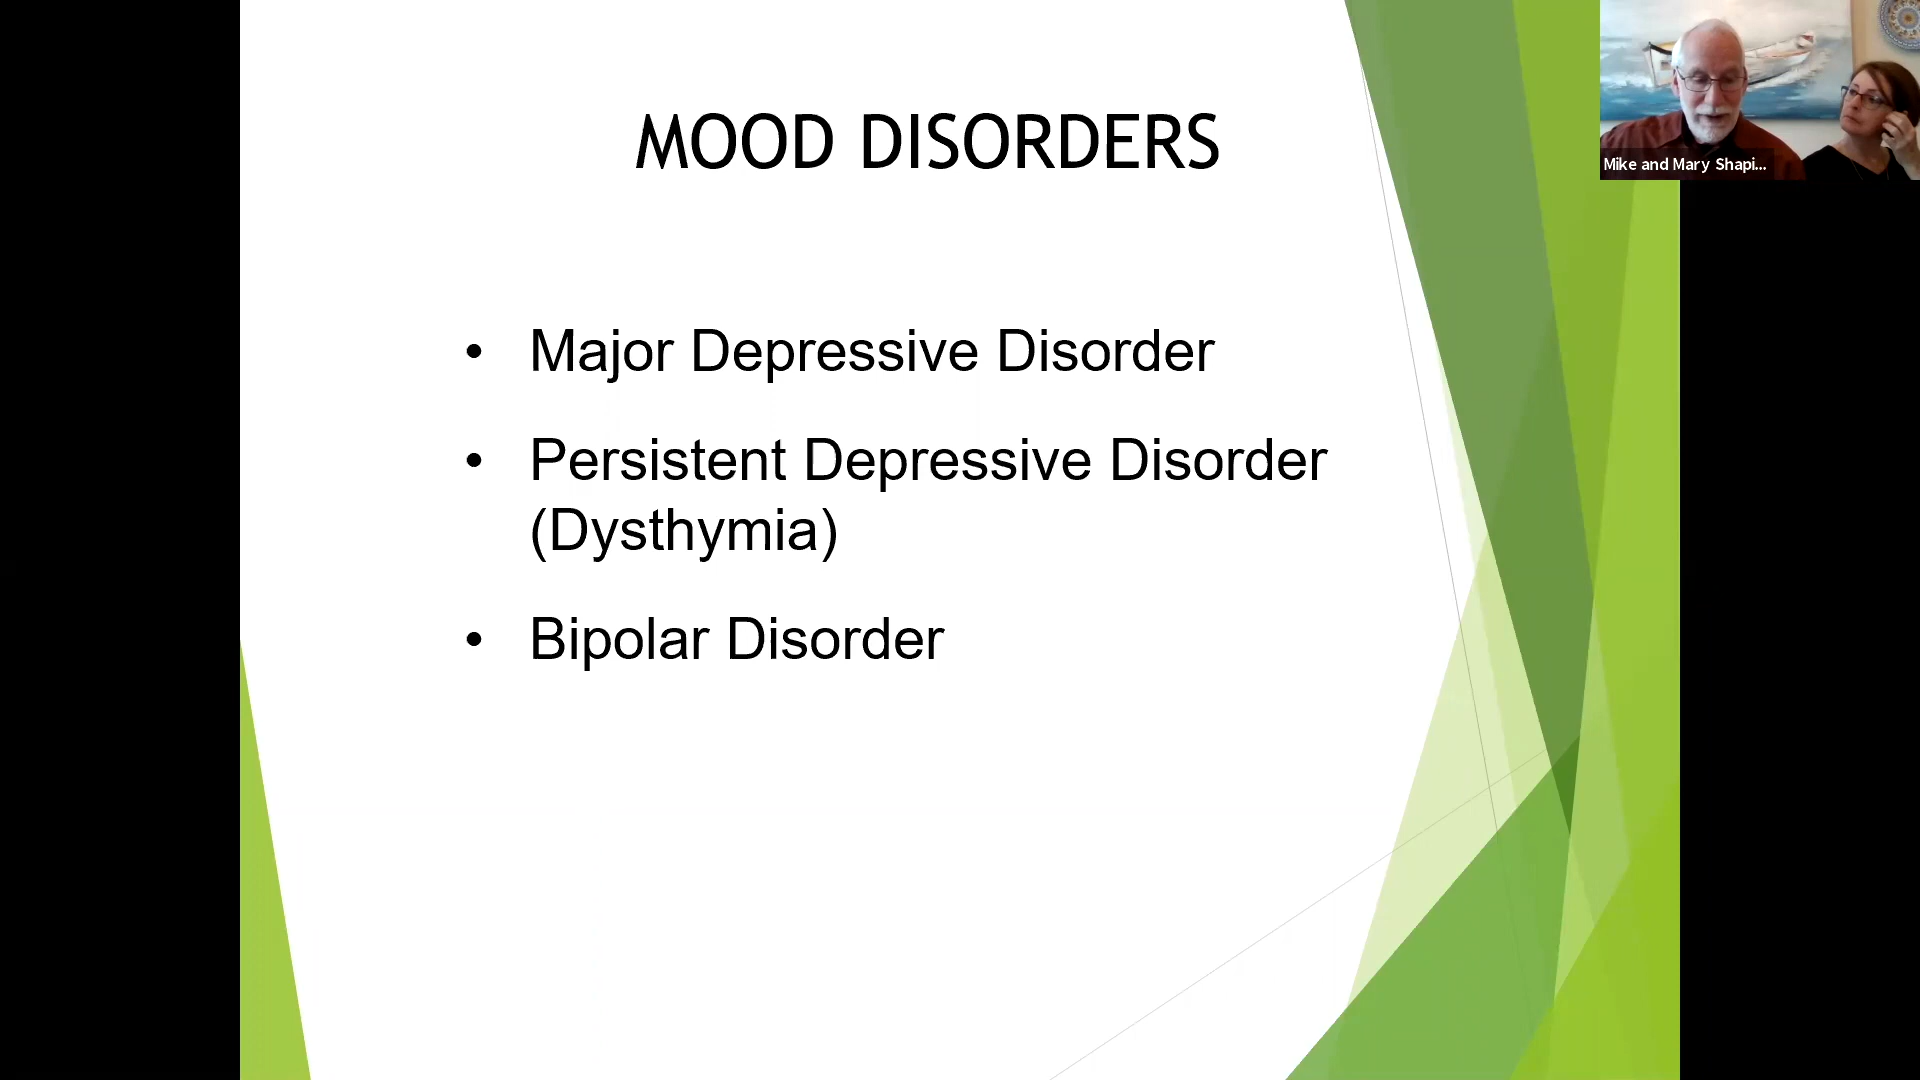 MOOD DISORDERS
Mike and Mary Shapi...
• Major Depressive Disorder
• Persistent Depressive Disorder
(Dysthymia)
• Bipolar Disorder